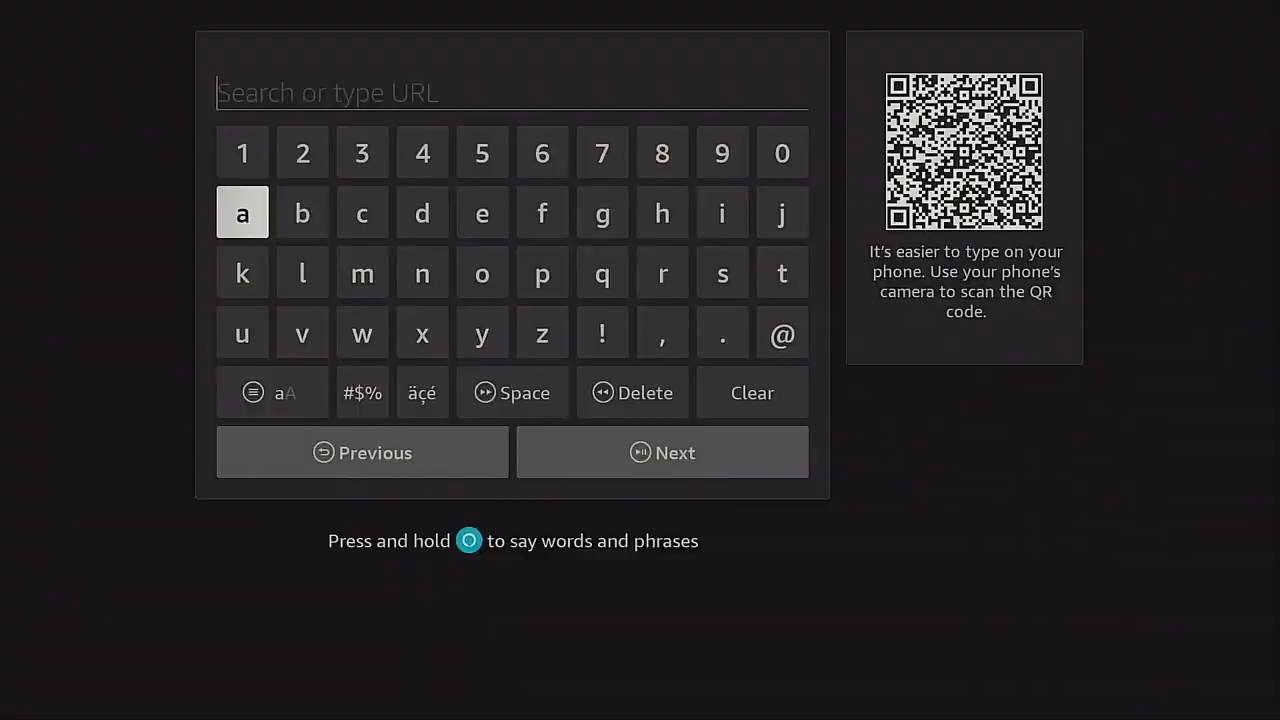 Search or type URL
1 2 3 4 5 6 7 8 9 0
a b c d e f g h i j
k l m n o p q r s t
u v w x y z ! , . @
aA #$% äçé Space Delete Clear
Previous Next
Press and hold to say words and phrases
It's easier to type on your
phone. Use your phone's
camera to scan the QR
code.